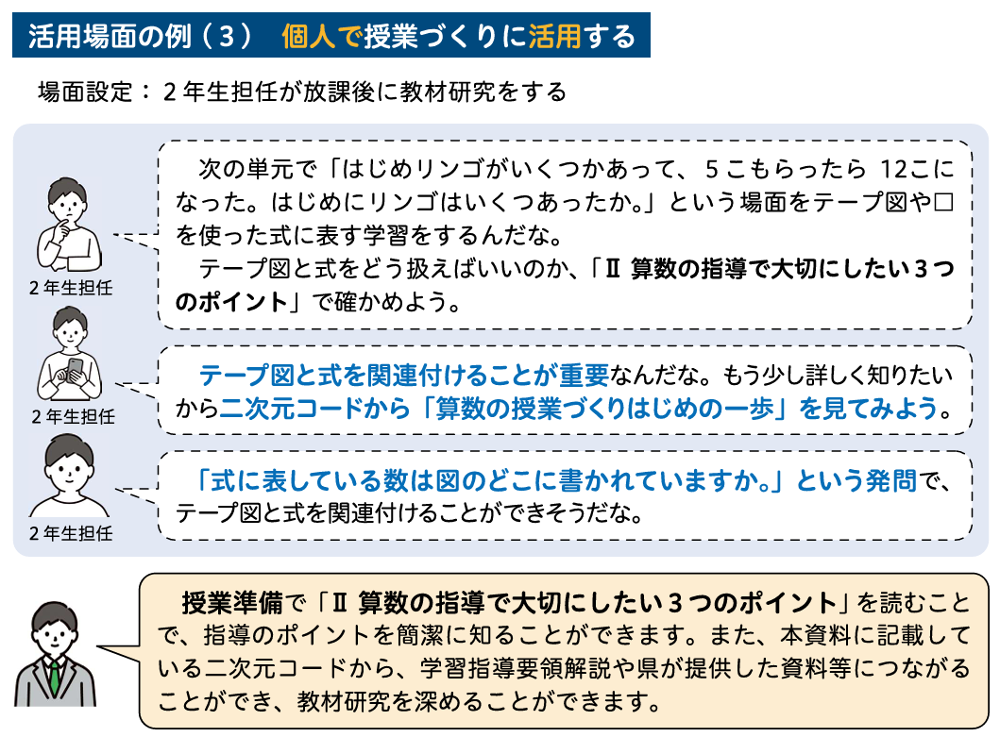 活用場面の例（３）　個人で授業づくりに活用する
場面設定：２年生担任が放課後に教材研究をする
次の単元で「はじめリンゴがいくつかあって、５こもらったら 12こに
なった。はじめにリンゴはいくつあったか。」という場面をテープ図や□
を使った式に表す学習をするんだな。
テープ図と式をどう扱えばいいのか、「Ⅱ 算数の指導で大切にしたい３つ
のポイント」で確かめよう。
２年生担任
テープ図と式を関連付けることが重要なんだな。もう少し詳しく知りたい
から二次元コードから「算数の授業づくりはじめの一歩」を見てみよう。
２年生担任
「式に表している数は図のどこに書かれていますか。」という発問で、
テープ図と式を関連付けることができそうだな。
２年生担任
授業準備で「Ⅱ 算数の指導で大切にしたい３つのポイント」を読むこと
で、指導のポイントを簡潔に知ることができます。また、本資料に記載して
いる二次元コードから、学習指導要領解説や県が提供した資料等につながる
ことができ、教材研究を深めることができます。